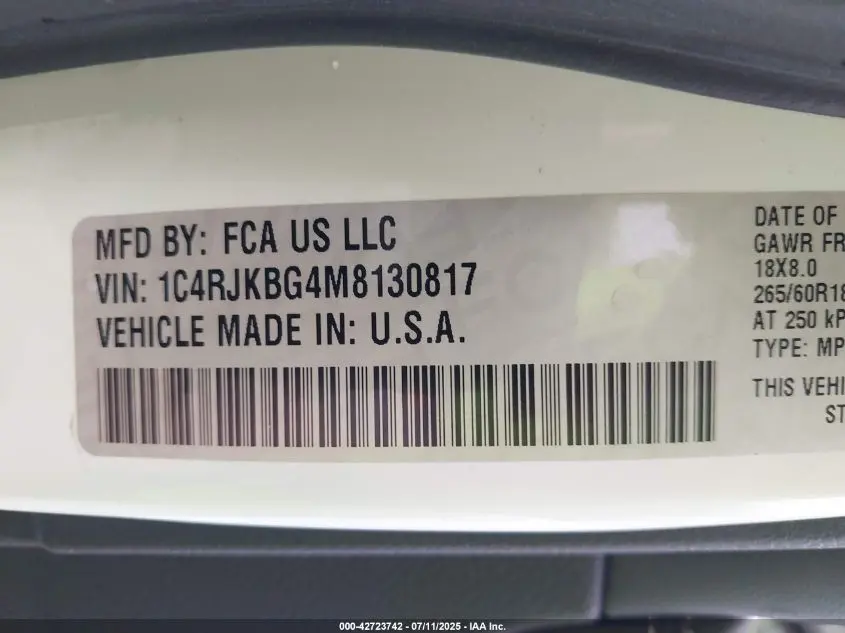 MFD BY: FCA US LLC
VIN: 1C4RJKBG4M8130817
VEHICLE MADE IN: U.S.A.
DATE OF
GAWR FR
18X8.0
265/60R18
AT 250 kP
TYPE: MP
THIS VEHI
ST
000-42723742 - 07/11/2025 - IAA Inc.